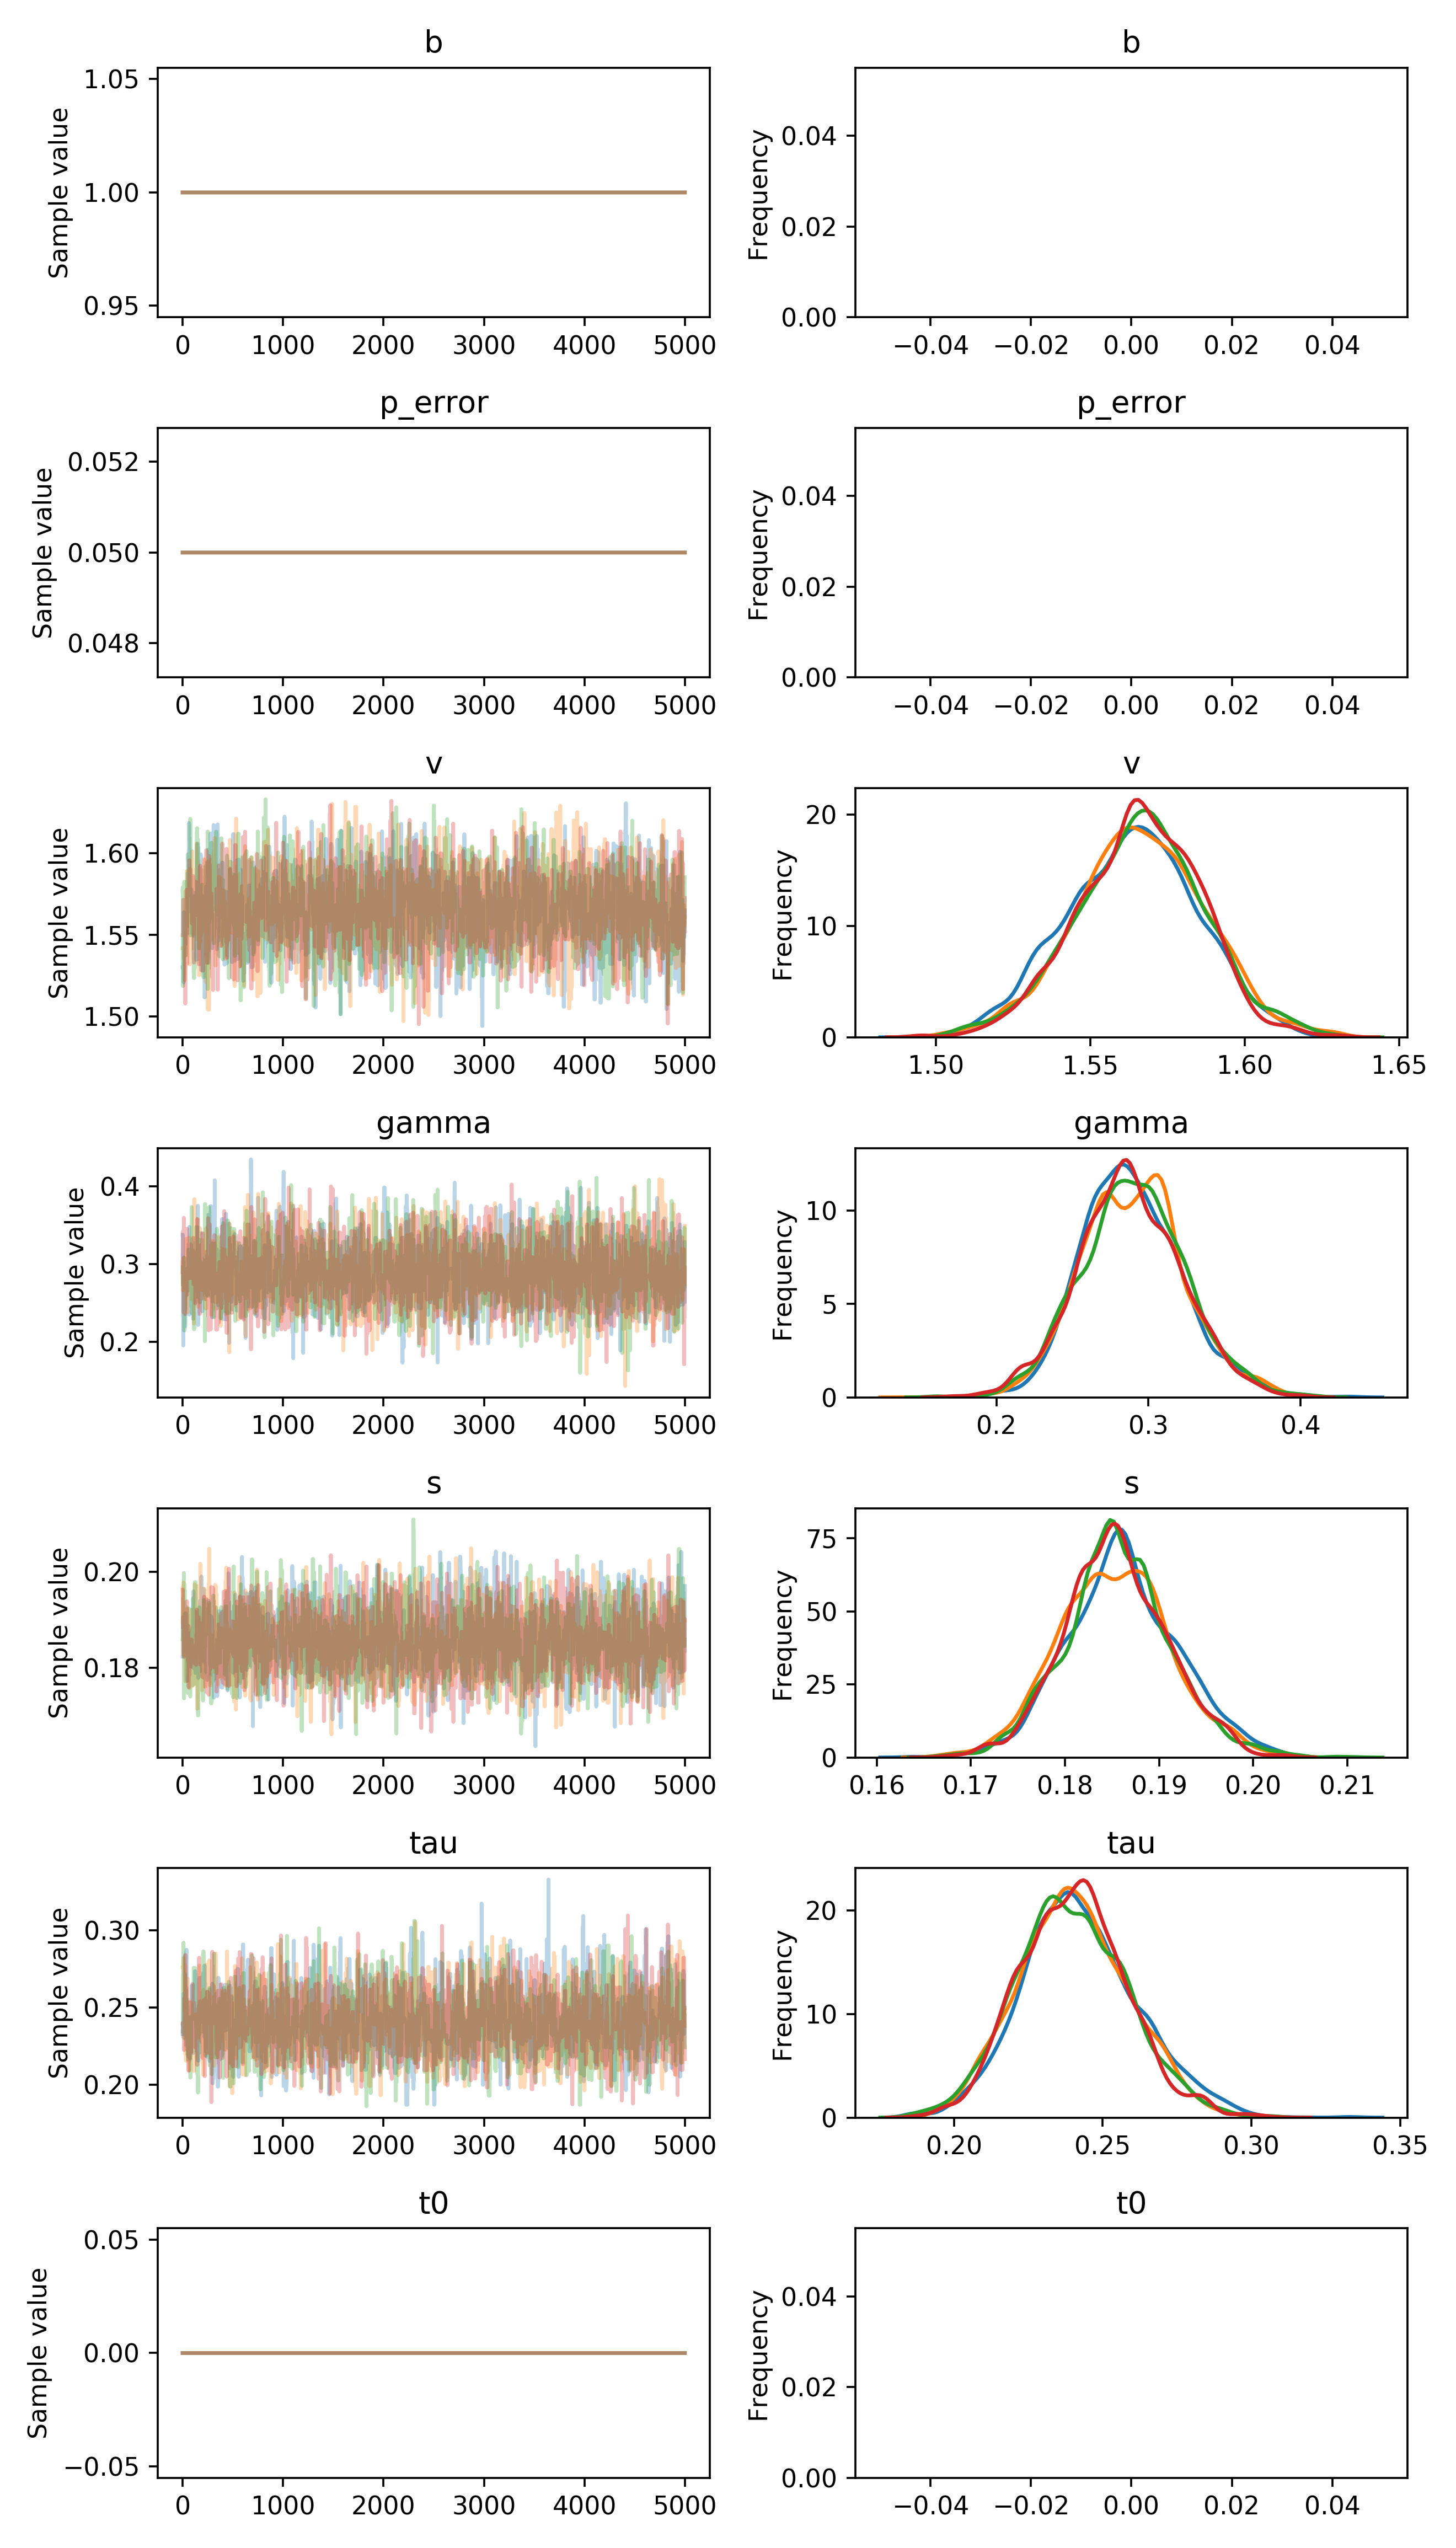 b
b
1.05
1.00
0.95
Sample value
0 1000 2000 3000 4000 5000
0.04
0.02
0.00
Frequency
−0.04 −0.02 0.00 0.02 0.04
p_error
p_error
0.052
0.050
0.048
Sample value
0 1000 2000 3000 4000 5000
0.04
0.02
0.00
Frequency
−0.04 −0.02 0.00 0.02 0.04
v
v
1.60
1.55
1.50
Sample value
0 1000 2000 3000 4000 5000
20
10
0
Frequency
1.50 1.55 1.60 1.65
gamma
gamma
0.4
0.3
0.2
Sample value
0 1000 2000 3000 4000 5000
10
5
0
Frequency
0.2 0.3 0.4
s
s
0.20
0.18
Sample value
0 1000 2000 3000 4000 5000
75
50
25
0
Frequency
0.16 0.17 0.18 0.19 0.20 0.21
tau
tau
0.30
0.25
0.20
Sample value
0 1000 2000 3000 4000 5000
20
10
0
Frequency
0.20 0.25 0.30 0.35
t0
t0
0.05
0.00
−0.05
Sample value
0 1000 2000 3000 4000 5000
0.04
0.02
0.00
Frequency
−0.04 −0.02 0.00 0.02 0.04